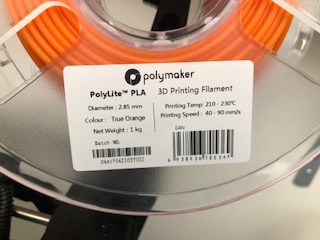 polymaker
PolyLite™ PLA
3D Printing Filament
Diameter : 2.85 mm
Printing Temp: 210 - 230℃
Colour : True Orange
Printing Speed : 40 - 90 mm/s
Net Weight : 1 kg
EAN
Batch NO.